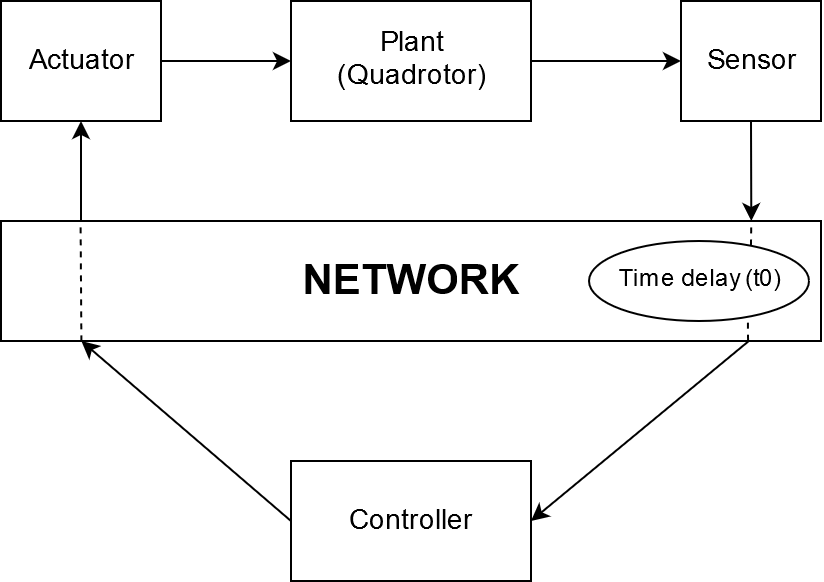 Actuator
Plant
(Quadrotor)
Sensor
NETWORK
Time delay (t0)
Controller